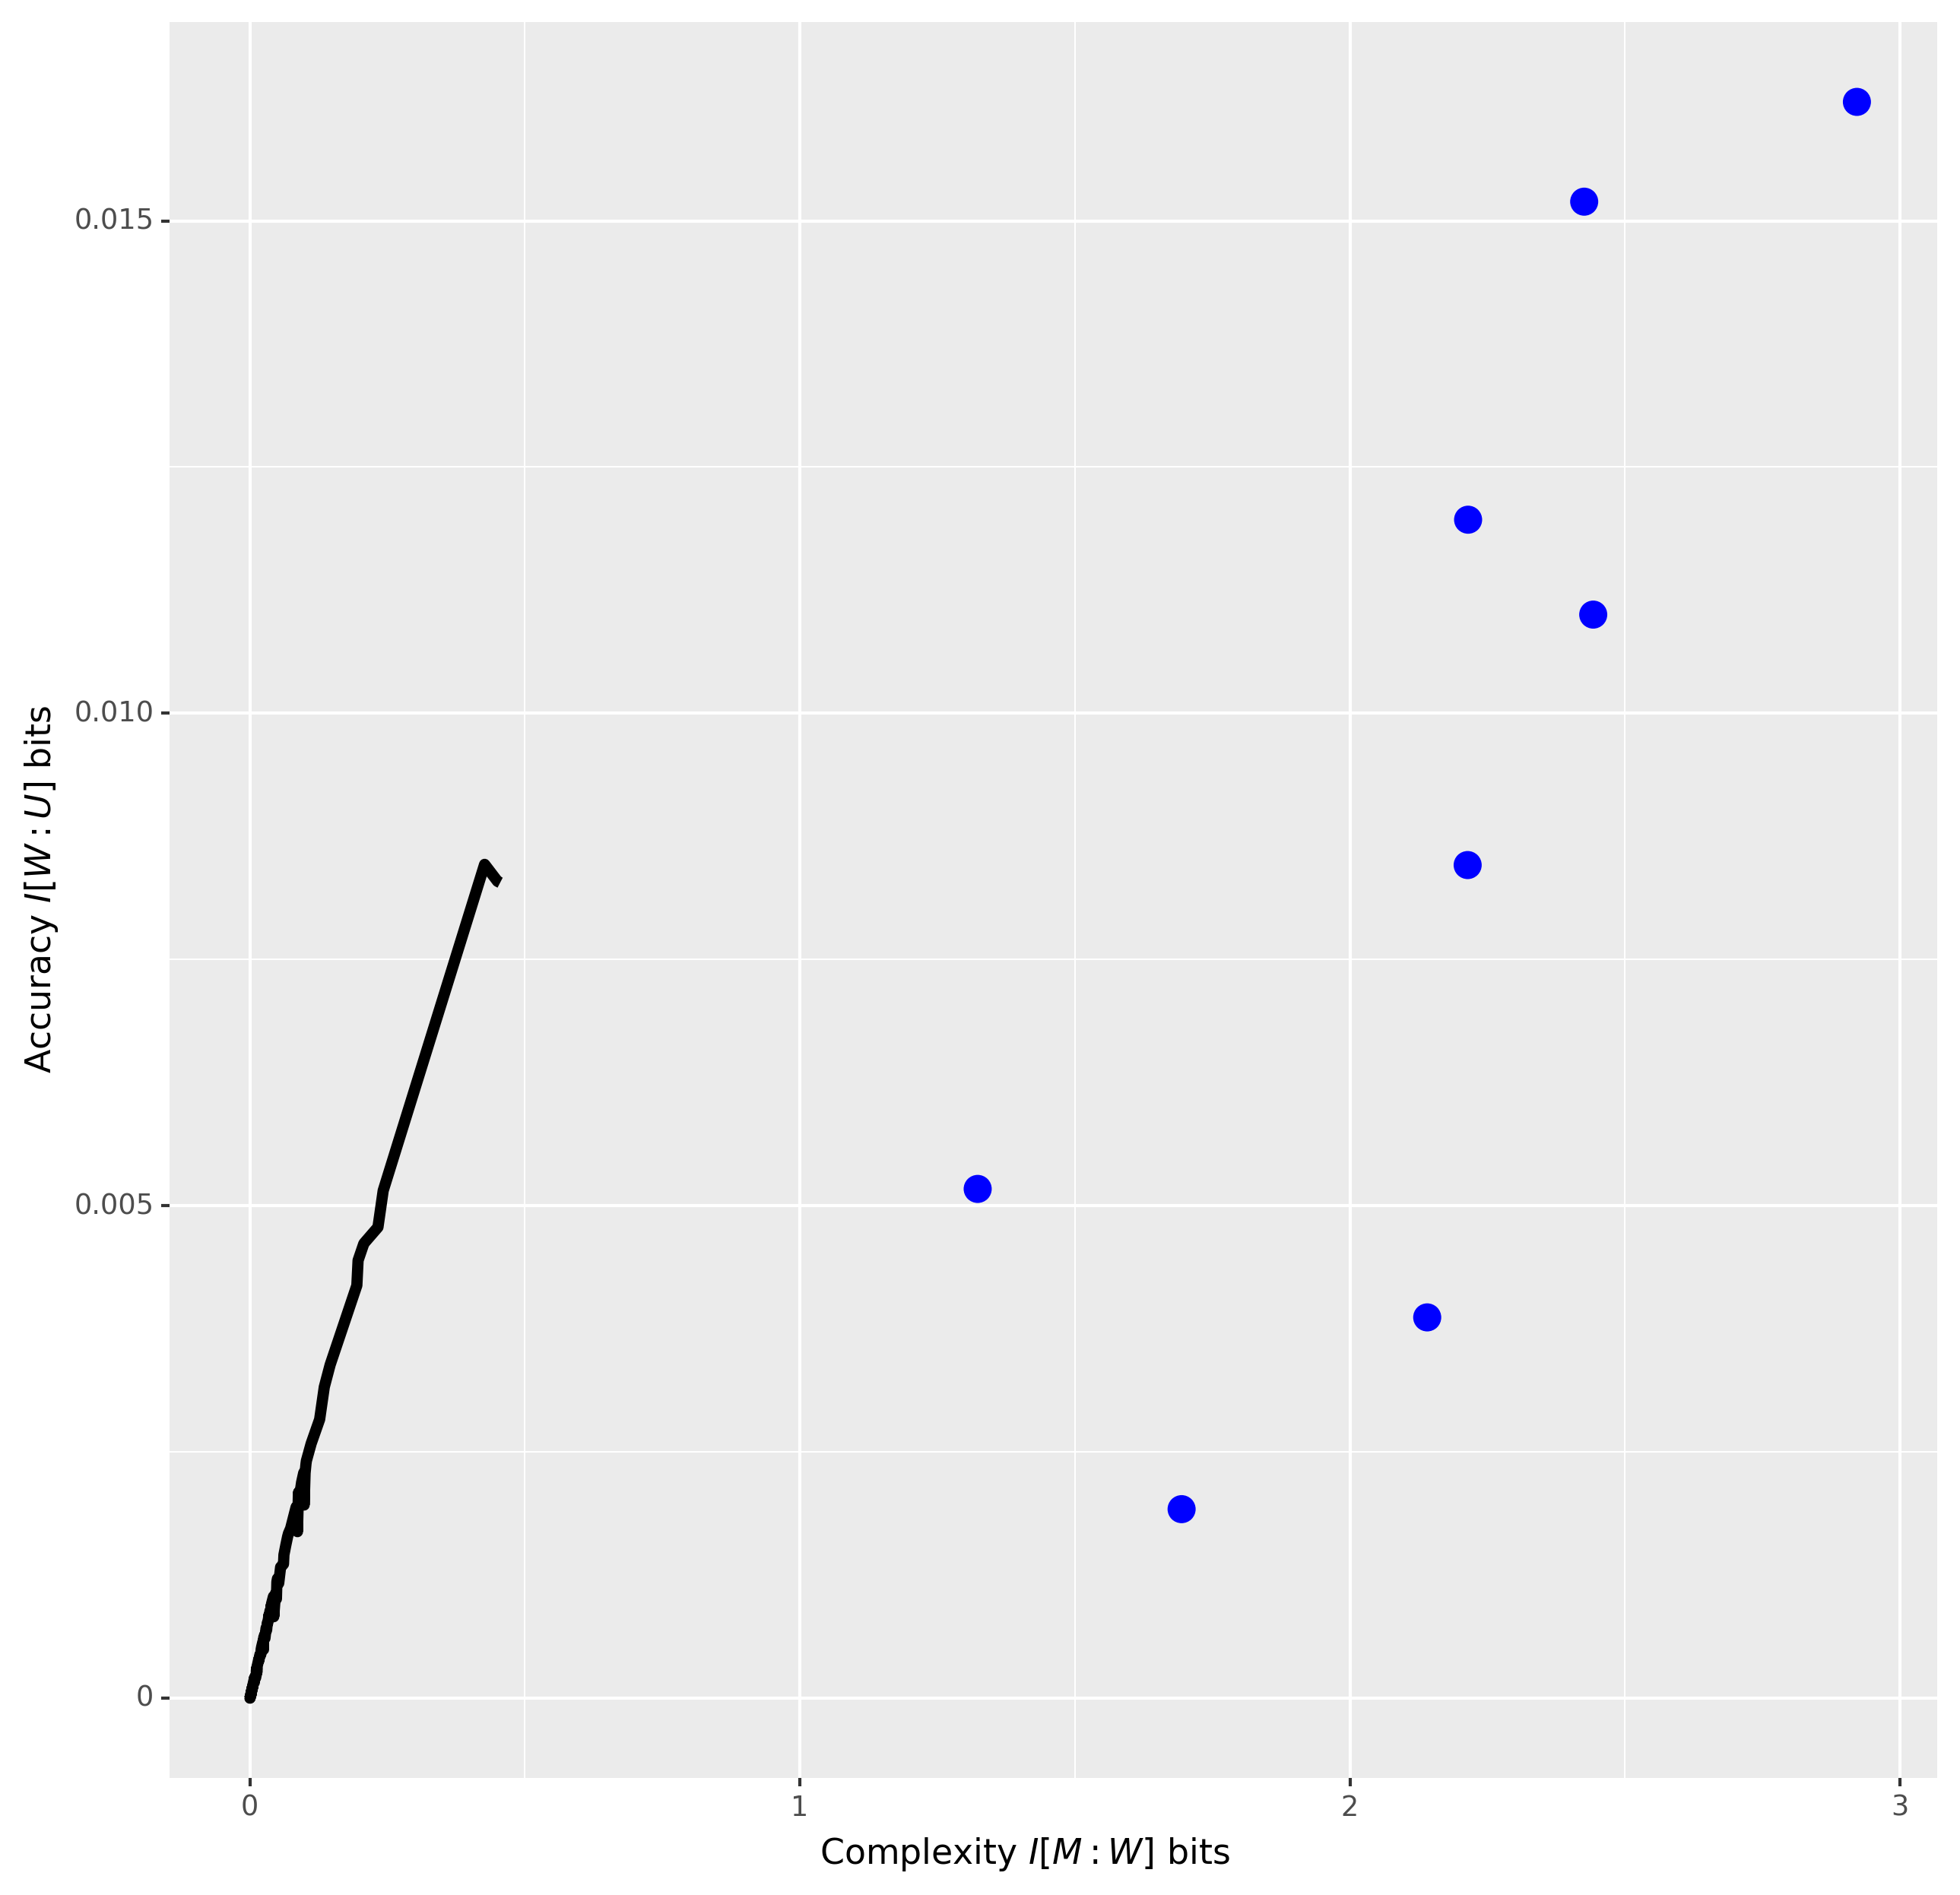 0.015
0.010
0.005
0
0 1 2 3
Accuracy I[W : U] bits
Complexity I[M : W] bits